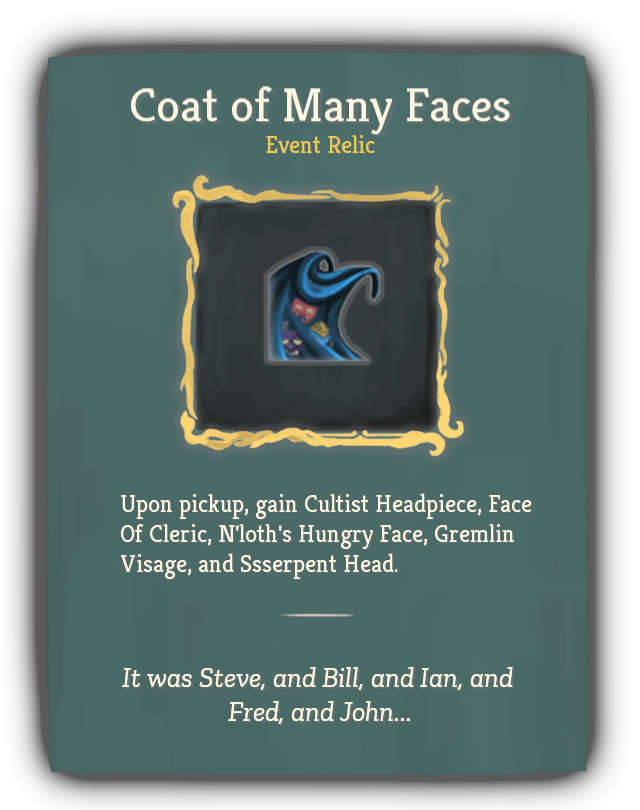 Coat of Many Faces
Event Relic
Upon pickup, gain Cultist Headpiece, Face
Of Cleric, N'loth's Hungry Face, Gremlin
Visage, and Ssserpent Head.
It was Steve, and Bill, and Ian, and
Fred, and John...